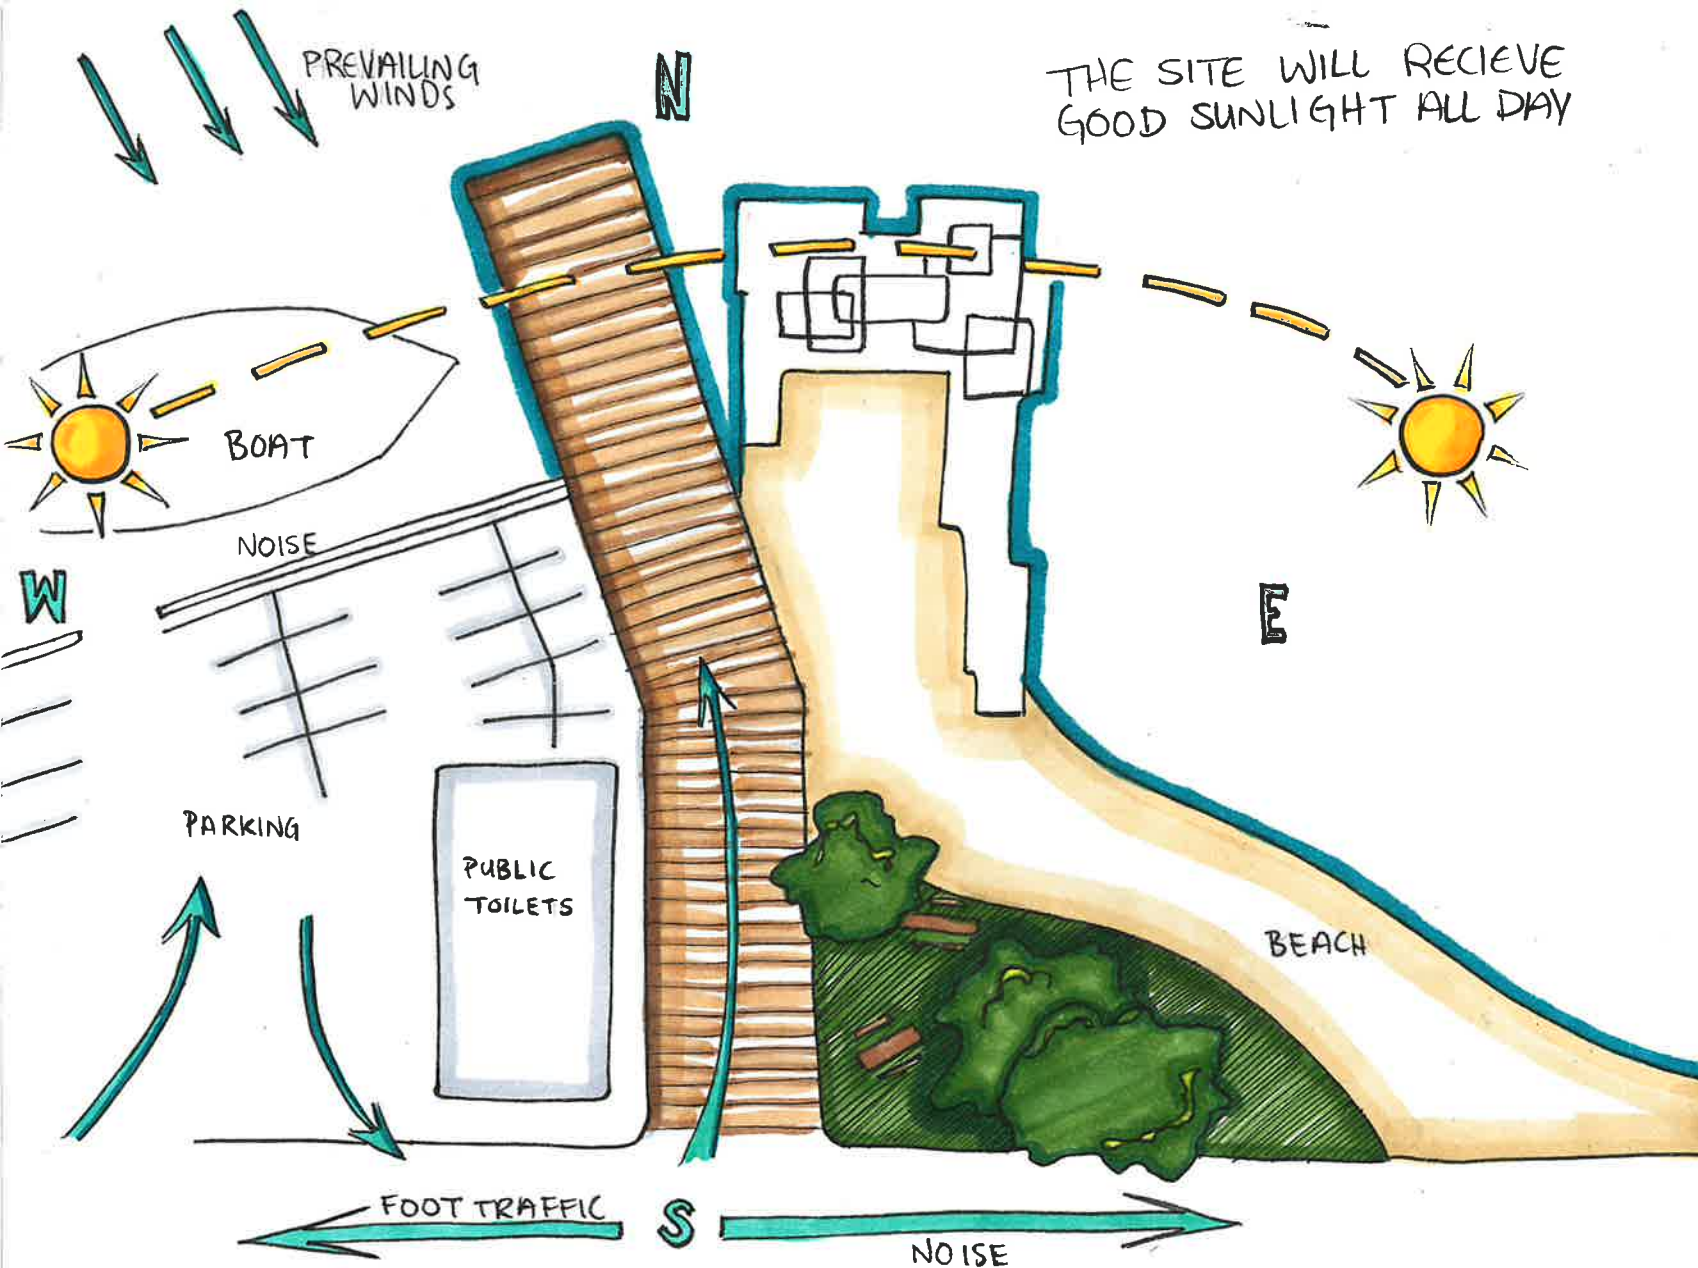 PREVAILING
WINDS
N
THE SITE WILL RECIEVE
GOOD SUNLIGHT ALL DAY
BOAT
NOISE
W
E
PARKING
PUBLIC
TOILETS
BEACH
FOOT TRAFFIC
S
NOISE